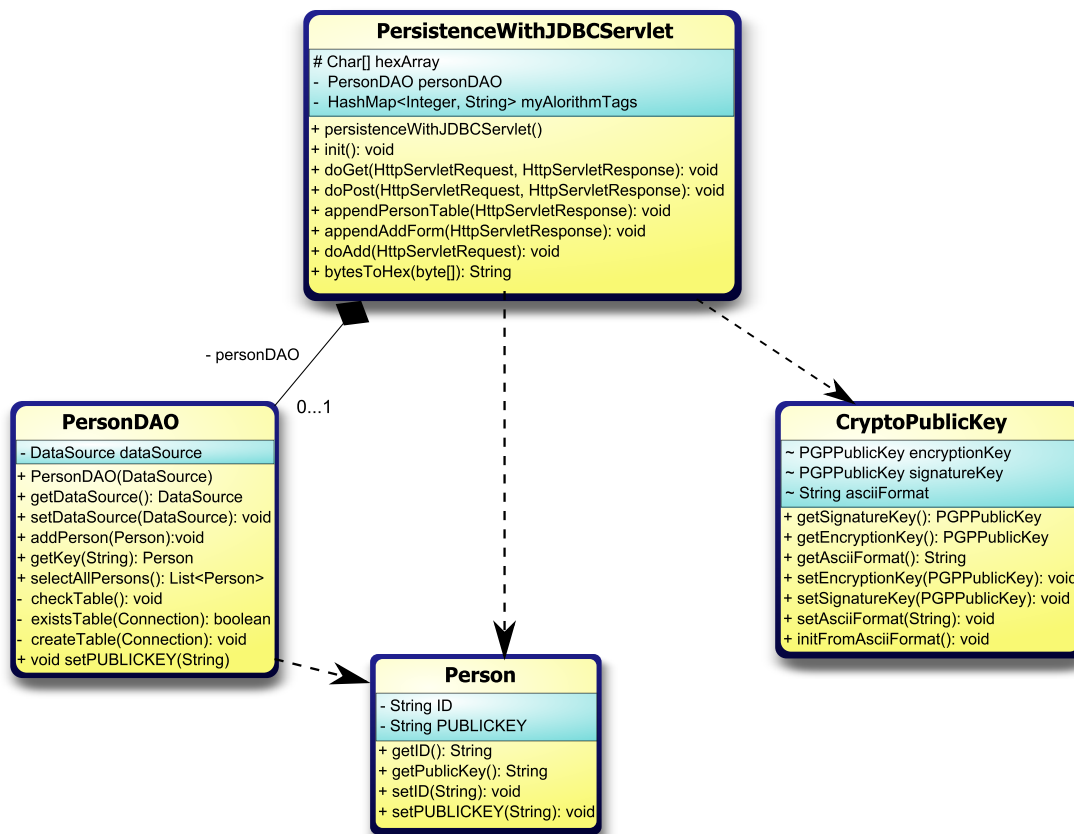 PersistenceWithJDBCServlet
# Char[] hexArray
- PersonDAO personDAO
- HashMap<Integer, String> myAlorithmTags
+ persistenceWithJDBCServlet()
+ init(): void
+ doGet(HttpServletRequest, HttpServletResponse): void
+ doPost(HttpServletRequest, HttpServletResponse): void
+ appendPersonTable(HttpServletResponse): void
+ appendAddForm(HttpServletResponse): void
+ doAdd(HttpServletRequest): void
+ bytesToHex(byte[]): String
- personDAO
0...1
PersonDAO
- DataSource dataSource
+ PersonDAO(DataSource)
+ getDataSource(): DataSource
+ setDataSource(DataSource): void
+ addPerson(Person):void
+ getKey(String): Person
+ selectAllPersons(): List<Person>
- checkTable(): void
- existsTable(Connection): boolean
- createTable(Connection): void
+ void setPUBLICKEY(String)
CryptoPublicKey
~ PGPPublicKey encryptionKey
~ PGPPublicKey signatureKey
~ String asciiFormat
+ getSignatureKey(): PGPPublicKey
+ getEncryptionKey(): PGPPublicKey
+ getAsciiFormat(): String
+ setEncryptionKey(PGPPublicKey): void
+ setSignatureKey(PGPPublicKey): void
+ setAsciiFormat(String): void
+ initFromAsciiFormat(): void
Person
- String ID
- String PUBLICKEY
+ getID(): String
+ getPublicKey(): String
+ setID(String): void
+ setPUBLICKEY(String): void